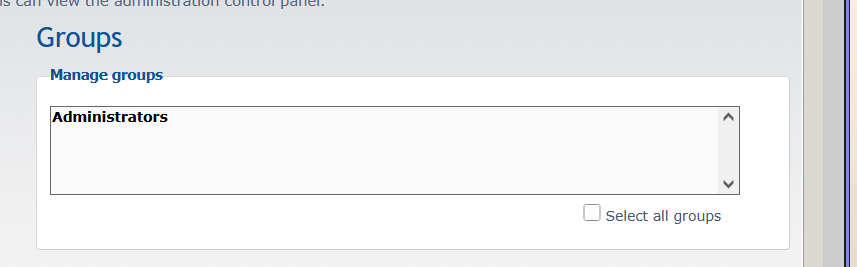 can view the administration control panel.
Groups
Manage groups
Administrators
Select all groups